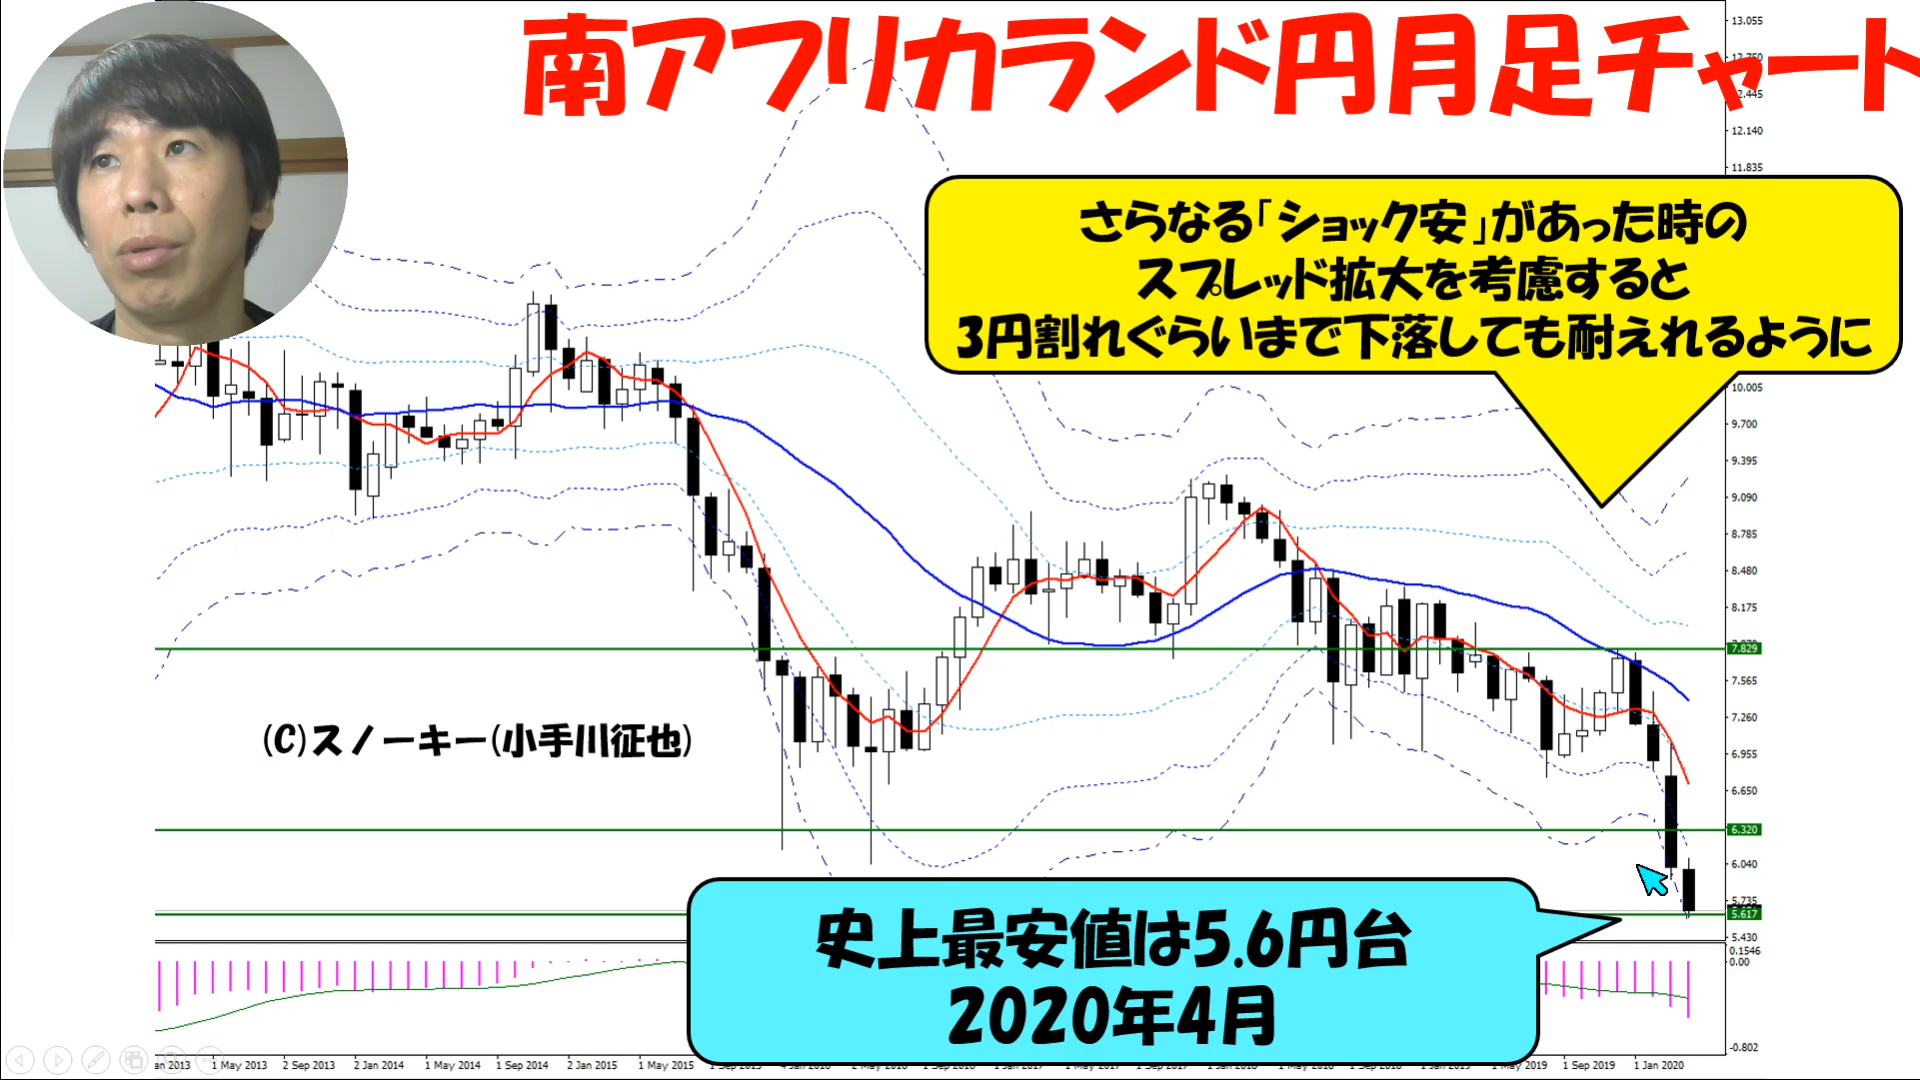 南アフリカランド円月足チャート
さらなる「ショック安」があった時の
スプレッド拡大を考慮すると
3円割れぐらいまで下落しても耐えれるように
(C)スノーキー(小手川征也)
史上最安値は5.6円台
2020年4月
13.055
12.445
12.140
11.835
10.005
9.700
9.395
9.090
8.785
8.480
8.175
7.829
7.565
7.260
6.955
6.650
6.320
6.040
5.735
5.617
5.430
0.1546
0.00
-0.802
1 May 2013
2 Sep 2013
2 Jan 2014
1 May 2014
1 Sep 2014
2 Jan 2015
1 May 2015
1 Sep 2019
1 Jan 2020